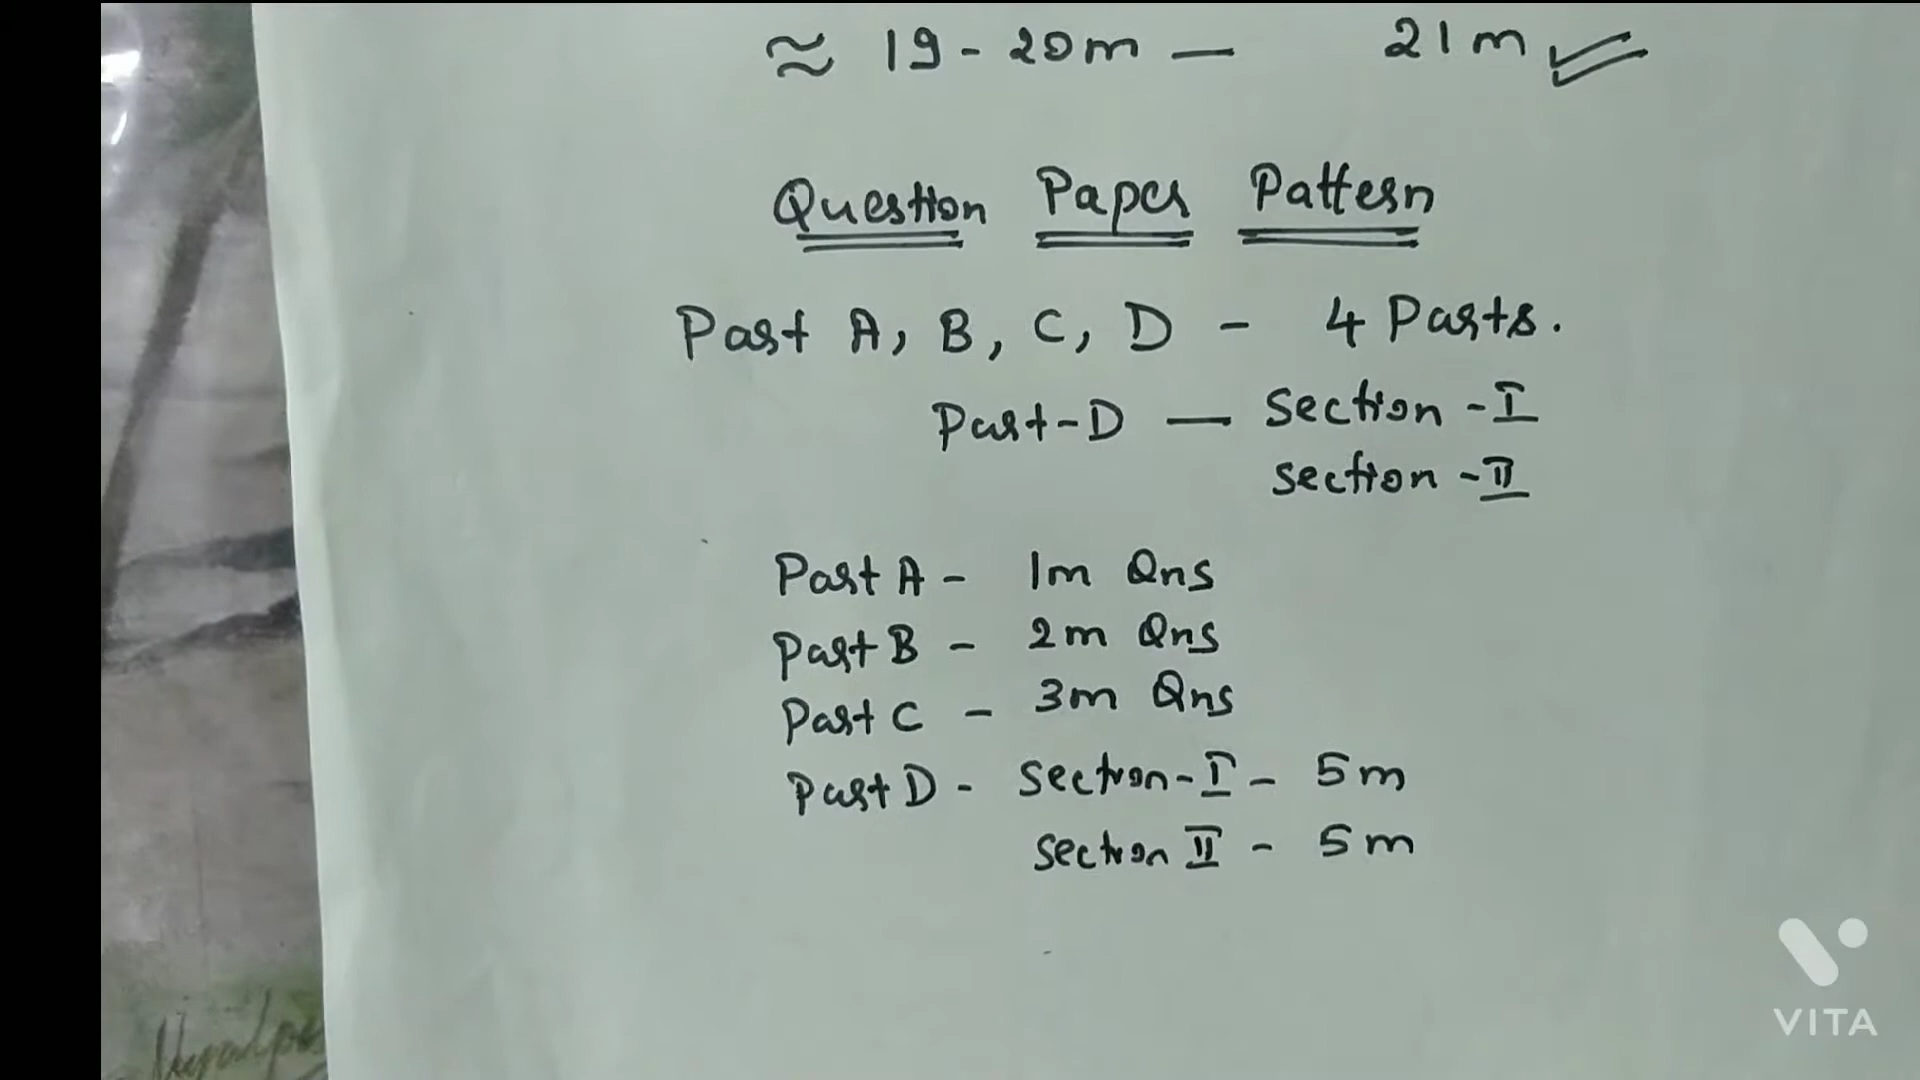 ≈ 19 - 20m — 21m
Question Paper Pattern
Part A, B, C, D - 4 Parts.
Part-D — Section - I
Section - II
Part A - 1m Qns
Part B - 2m Qns
Part C - 3m Qns
Part D - Section - I - 5m
Section II - 5m
VITA